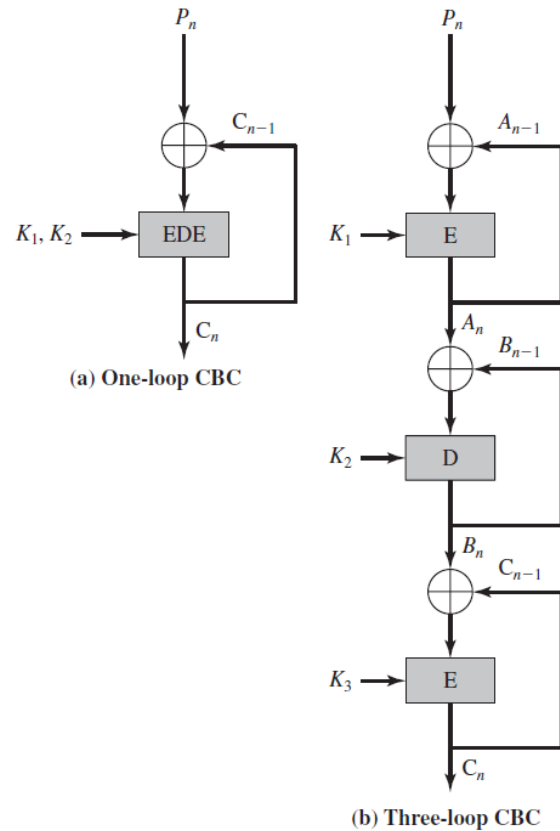 Pₙ
Cₙ₋₁
K₁, K₂
EDE
Cₙ
(a) One-loop CBC
Pₙ
Aₙ₋₁
K₁
E
Aₙ
Bₙ₋₁
K₂
D
Bₙ
Cₙ₋₁
K₃
E
Cₙ
(b) Three-loop CBC